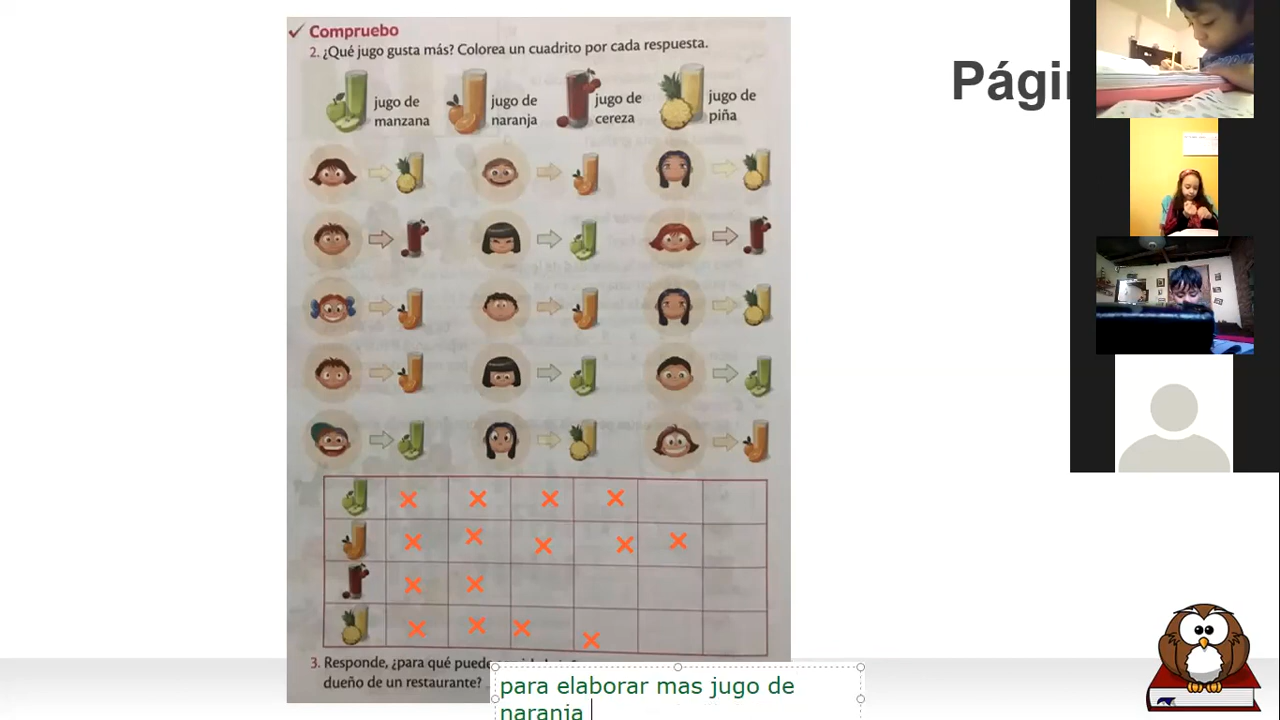 Compruebo
2. ¿Qué jugo gusta más? Colorea un cuadrito por cada respuesta.
jugo de
manzana
jugo de
naranja
jugo de
cereza
jugo de
piña
3. Responde, ¿para qué puede
dueño de un restaurante?
para elaborar mas jugo de
naranja